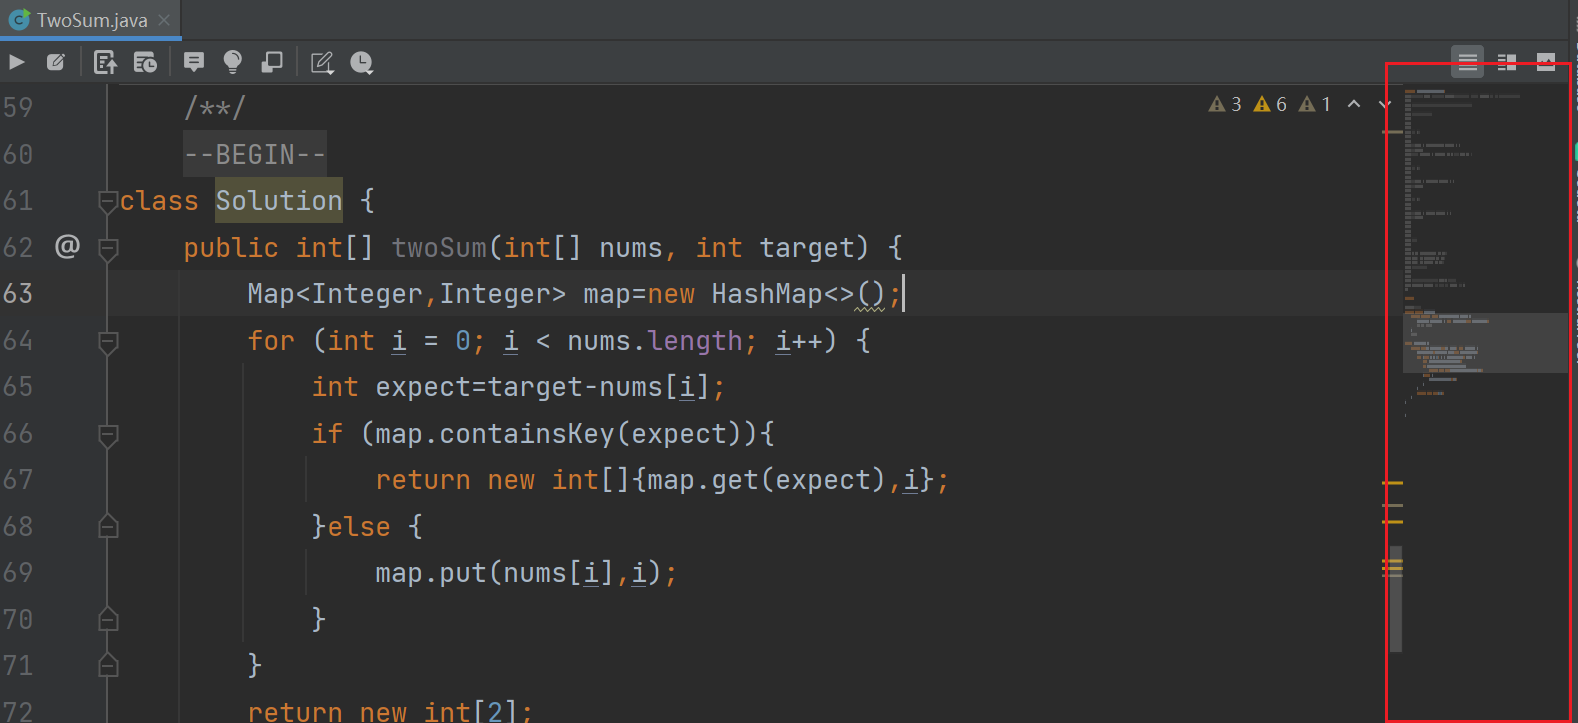 TwoSum.java
3 6 1
59 /**/
60 --BEGIN--
61 class Solution {
62 @ public int[] twoSum(int[] nums, int target) {
63 Map<Integer,Integer> map=new HashMap<>();
64 for (int i = 0; i < nums.length; i++) {
65 int expect=target-nums[i];
66 if (map.containsKey(expect)){
67 return new int[]{map.get(expect),i};
68 }else {
69 map.put(nums[i],i);
70 }
71 }
72 return new int[2];